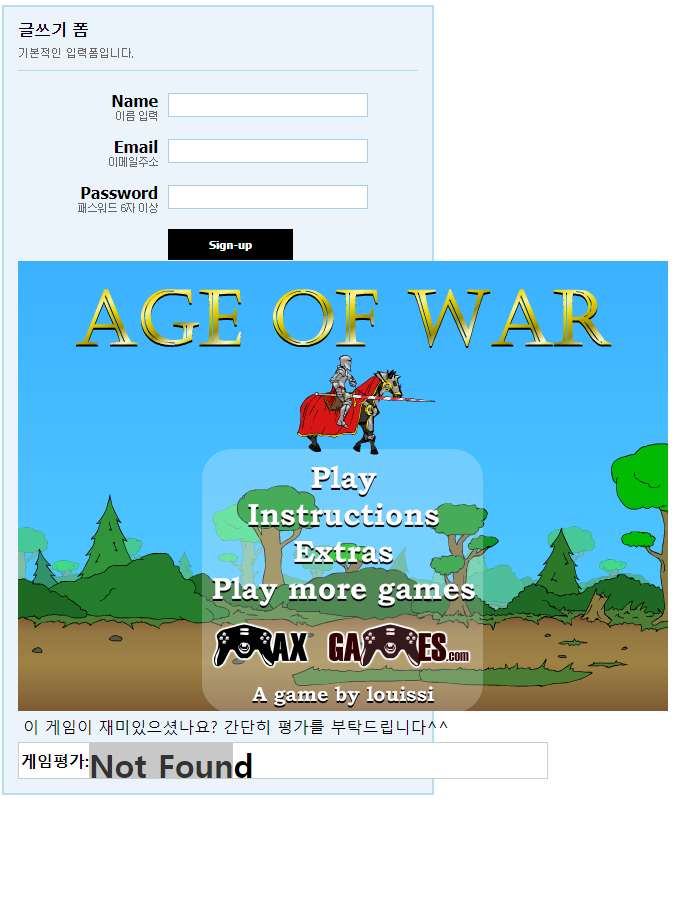 글쓰기 폼
기본적인 입력폼입니다.
Name
이름 입력
Email
이메일주소
Password
패스워드 6자 이상
Sign-up
AGE OF WAR
Play
Instructions
Extras
Play more games
MAX GAMES.com
A game by louissi
이 게임이 재미있으셨나요? 간단히 평가를 부탁드립니다^^
게임평가: Not Found